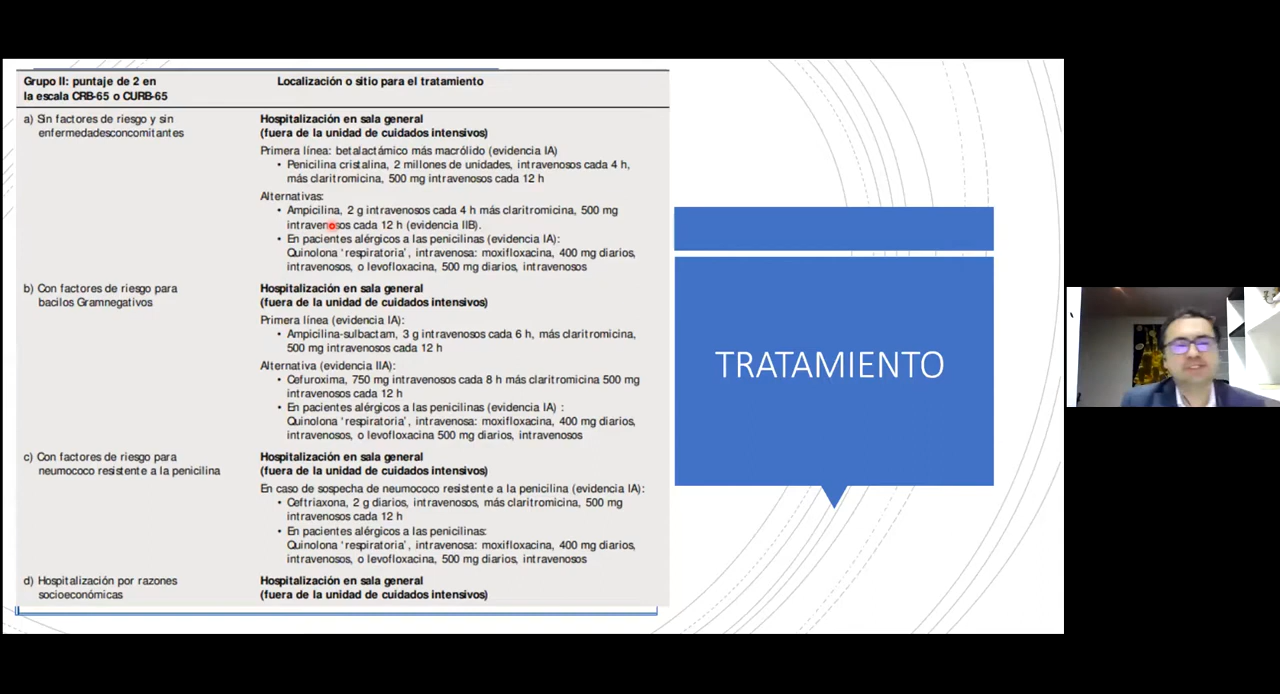 Grupo II: puntaje de 2 en
la escala CRB-65 o CURB-65
Localización o sitio para el tratamiento
a) Sin factores de riesgo y sin
enfermedadesconcomitantes
Hospitalización en sala general
(fuera de la unidad de cuidados intensivos)
Primera línea: betalactámico más macrólido (evidencia IA)
• Penicilina cristalina, 2 millones de unidades, intravenosos cada 4 h,
más claritromicina, 500 mg intravenosos cada 12 h
Alternativas:
• Ampicilina, 2 g intravenosos cada 4 h más claritromicina, 500 mg
intravenosos cada 12 h (evidencia IIB).
• En pacientes alérgicos a las penicilinas (evidencia IA):
Quinolona ‘respiratoria’, intravenosa: moxifloxacina, 400 mg diarios,
intravenosos, o levofloxacina, 500 mg diarios, intravenosos
b) Con factores de riesgo para
bacilos Gramnegativos
Hospitalización en sala general
(fuera de la unidad de cuidados intensivos)
Primera línea (evidencia IA):
• Ampicilina-sulbactam, 3 g intravenosos cada 6 h, más claritromicina,
500 mg intravenosos cada 12 h
Alternativa (evidencia IIA):
• Cefuroxima, 750 mg intravenosos cada 8 h más claritromicina 500 mg
intravenosos cada 12 h
• En pacientes alérgicos a las penicilinas (evidencia IA) :
Quinolona ‘respiratoria’, intravenosa: moxifloxacina, 400 mg diarios,
intravenosos, o levofloxacina 500 mg diarios, intravenosos
c) Con factores de riesgo para
neumococo resistente a la penicilina
Hospitalización en sala general
(fuera de la unidad de cuidados intensivos)
En caso de sospecha de neumococo resistente a la penicilina (evidencia IA):
• Ceftriaxona, 2 g diarios, intravenosos, más claritromicina, 500 mg
intravenosos cada 12 h
• En pacientes alérgicos a las penicilinas:
Quinolona ‘respiratoria’, intravenosa: moxifloxacina, 400 mg diarios,
intravenosos, o levofloxacina, 500 mg diarios, intravenosos
d) Hospitalización por razones
socioeconómicas
Hospitalización en sala general
(fuera de la unidad de cuidados intensivos)
TRATAMIENTO